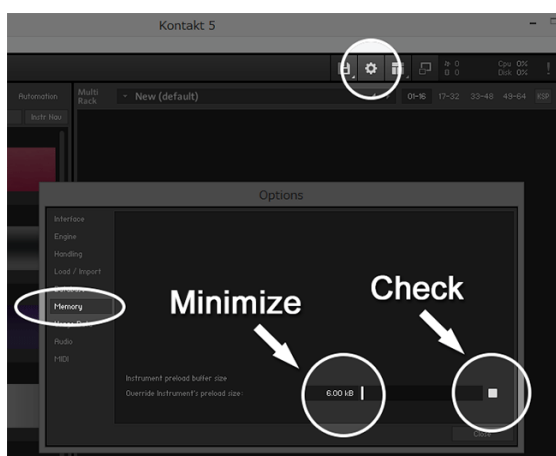 Kontakt 5
Cpu 0%
Disk 0%
!
Automation
Multi
Rack
New (default)
01-16 17-32 33-48 49-64 KSP
Instr Nav
Options
Interface
Engine
Handling
Load / Import
Memory
Audio
MIDI
Minimize
Check
Instrument preload buffer size
Override Instrument's preload size:
6.00 kB
Close